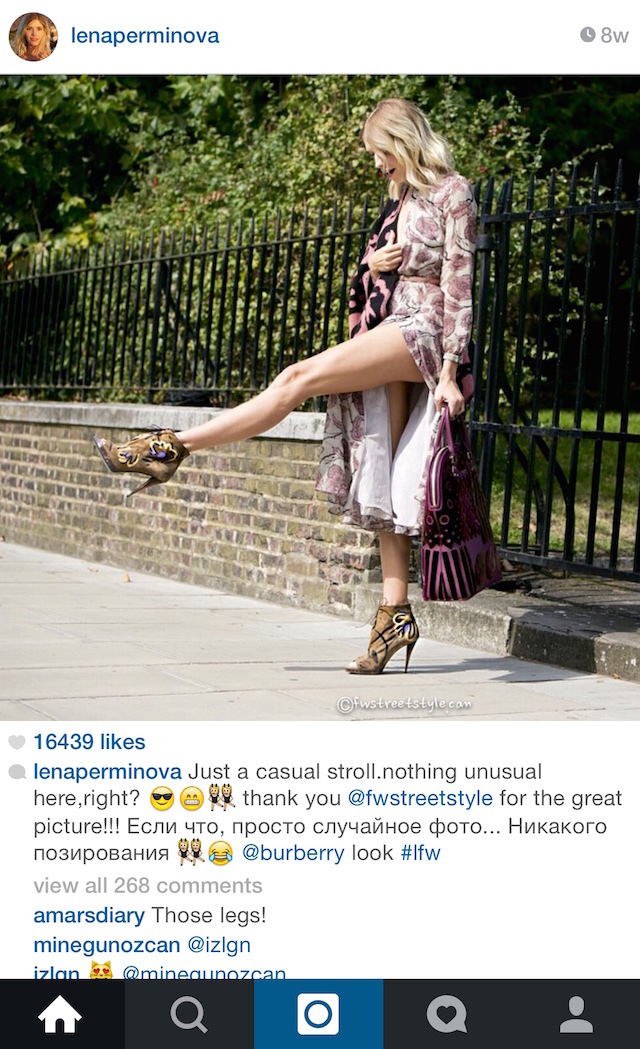 lenaperminova
8w
©fwstreetstyle.com
16439 likes
lenaperminova Just a casual stroll.nothing unusual
here,right? 😎😁👯 thank you @fwstreetstyle for the great
picture!!! Если что, просто случайное фото... Никакого
позирования 👯😂 @burberry look #lfw
view all 268 comments
amarsdiary Those legs!
minegunozcan @izlgn
izlgn 😻 @minegunozcan